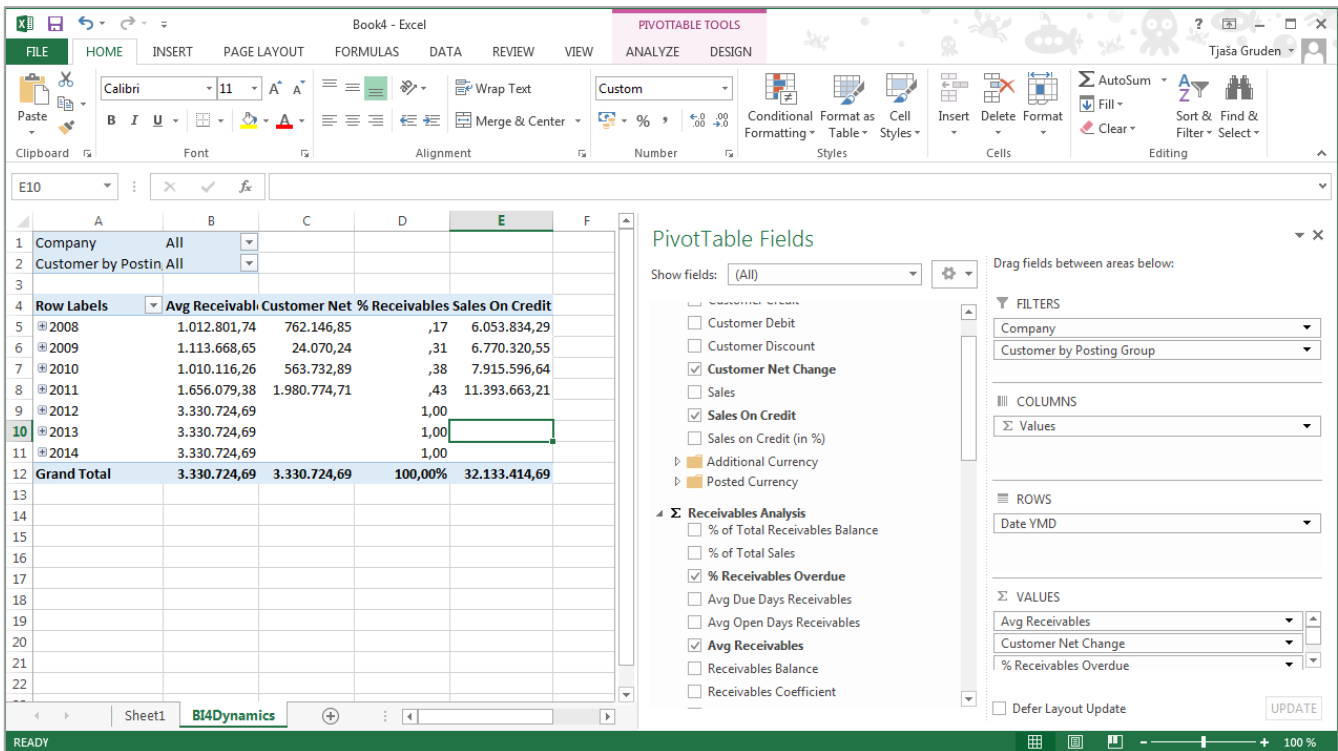 Book4 - Excel
PIVOTTABLE TOOLS
?
FILE HOME INSERT PAGE LAYOUT FORMULAS DATA REVIEW VIEW ANALYZE DESIGN
Tjaša Gruden
Paste
Calibri 11
B I U
Wrap Text
Merge & Center
Custom
Conditional Formatting
Format as Table
Cell Styles
Insert Delete Format
AutoSum
Fill
Clear
Sort & Filter
Find & Select
Clipboard Font Alignment Number Styles Cells Editing
E10 fx
A B C D E F
1 Company All
2 Customer by Postin All
3
4 Row Labels Avg Receivabl Customer Net % Receivables Sales On Credit
5 2008 1.012.801,74 762.146,85 ,17 6.053.834,29
6 2009 1.113.668,65 24.070,24 ,31 6.770.320,55
7 2010 1.010.116,26 563.732,89 ,38 7.915.596,64
8 2011 1.656.079,38 1.980.774,71 ,43 11.393.663,21
9 2012 3.330.724,69 1,00
10 2013 3.330.724,69 1,00
11 2014 3.330.724,69 1,00
12 Grand Total 3.330.724,69 3.330.724,69 100,00% 32.133.414,69
13
14
15
16
17
18
19
20
21
22
PivotTable Fields
Show fields: (All)
Customer Debit
Customer Discount
Customer Net Change
Sales
Sales On Credit
Sales on Credit (in %)
Additional Currency
Posted Currency
Σ Receivables Analysis
% of Total Receivables Balance
% of Total Sales
% Receivables Overdue
Avg Due Days Receivables
Avg Open Days Receivables
Avg Receivables
Receivables Balance
Receivables Coefficient
Drag fields between areas below:
FILTERS
Company
Customer by Posting Group
COLUMNS
Σ Values
ROWS
Date YMD
Σ VALUES
Avg Receivables
Customer Net Change
% Receivables Overdue
Defer Layout Update UPDATE
Sheet1 BI4Dynamics
READY 100 %